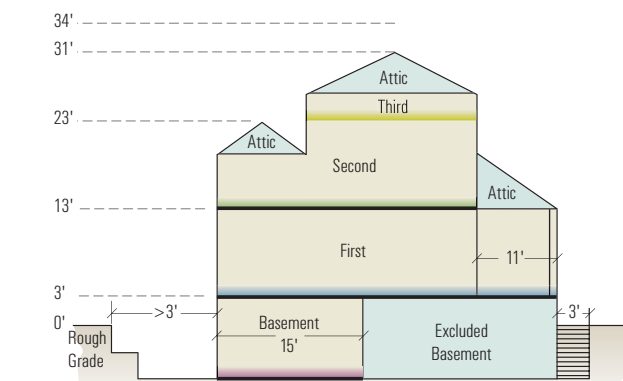 34'
31'
Attic
Third
23'
Attic
Second
Attic
13'
First
11'
3'
>3'
3'
0'
Rough
Grade
Basement
15'
Excluded
Basement